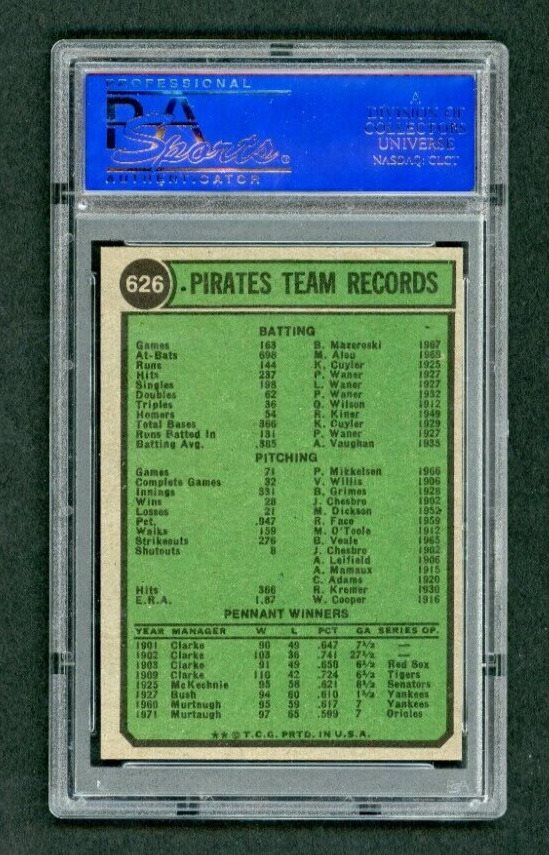 PROFESSIONAL
PSA
Sports®
AUTHENTICATOR
A
DIVISION OF
COLLECTORS
UNIVERSE
NASDAQ: CLCT
626 PIRATES TEAM RECORDS
BATTING
Games 163 B. Mazeroski 1967
At-Bats 698 M. Alou 1969
Runs 144 K. Cuyler 1925
Hits 237 P. Waner 1927
Singles 198 L. Waner 1927
Doubles 62 P. Waner 1932
Triples 36 O. Wilson 1912
Homers 54 R. Kiner 1949
Total Bases 366 K. Cuyler 1929
Runs Batted In 131 P. Waner 1927
Batting Avg. .385 A. Vaughan 1935
PITCHING
Games 71 P. Mikkelson 1966
Complete Games 32 V. Willis 1906
Innings 331 B. Grimes 1928
Wins 28 J. Chesbro 1902
Losses 21 M. Dickson 1952
Pct. .947 R. Face 1959
Walks 159 M. O'Toole 1912
Strikeouts 276 B. Veale 1965
Shutouts 8 J. Chesbro 1902
A. Leifield 1906
A. Mamaux 1915
C. Adams 1920
Hits 366 R. Kremer 1930
E.R.A. 1.87 W. Cooper 1916
PENNANT WINNERS
YEAR MANAGER W L PCT GA SERIES OP.
1901 Clarke 90 49 .647 7½ —
1902 Clarke 103 36 .741 27½ —
1903 Clarke 91 49 .650 6½ Red Sox
1909 Clarke 110 42 .724 6½ Tigers
1925 McKechnie 95 58 .621 8½ Senators
1927 Bush 94 60 .610 1½ Yankees
1960 Murtaugh 95 59 .617 7 Yankees
1971 Murtaugh 97 65 .599 7 Orioles
★★ © T.C.G. PRTD. IN U.S.A.